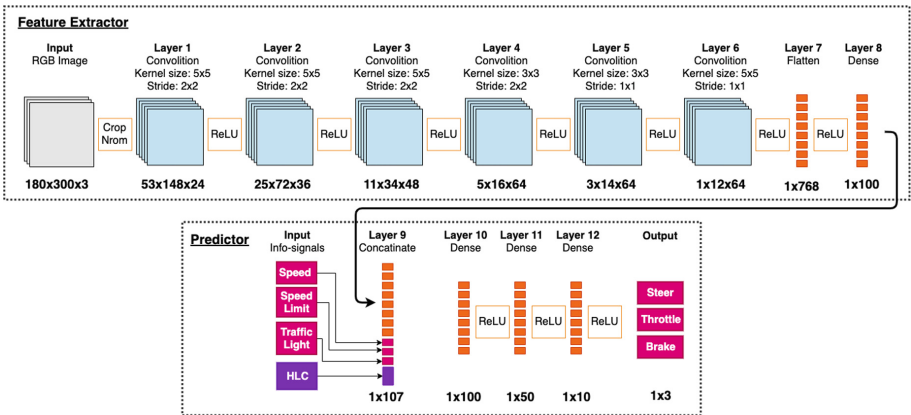 Feature Extractor
Input
RGB Image
Layer 1
Convolition
Kernel size: 5x5
Stride: 2x2
Layer 2
Convolition
Kernel size: 5x5
Stride: 2x2
Layer 3
Convolition
Kernel size: 5x5
Stride: 2x2
Layer 4
Convolition
Kernel size: 3x3
Stride: 2x2
Layer 5
Convolition
Kernel size: 3x3
Stride: 1x1
Layer 6
Convolition
Kernel size: 5x5
Stride: 1x1
Layer 7
Flatten
Layer 8
Dense
Crop
Nrom
ReLU
ReLU
ReLU
ReLU
ReLU
ReLU
ReLU
180x300x3
53x148x24
25x72x36
11x34x48
5x16x64
3x14x64
1x12x64
1x768
1x100
Predictor
Input
Info-signals
Layer 9
Concatinate
Layer 10
Dense
Layer 11
Dense
Layer 12
Dense
Output
Speed
Speed
Limit
Traffic
Light
HLC
ReLU
ReLU
ReLU
Steer
Throttle
Brake
1x107
1x100
1x50
1x10
1x3